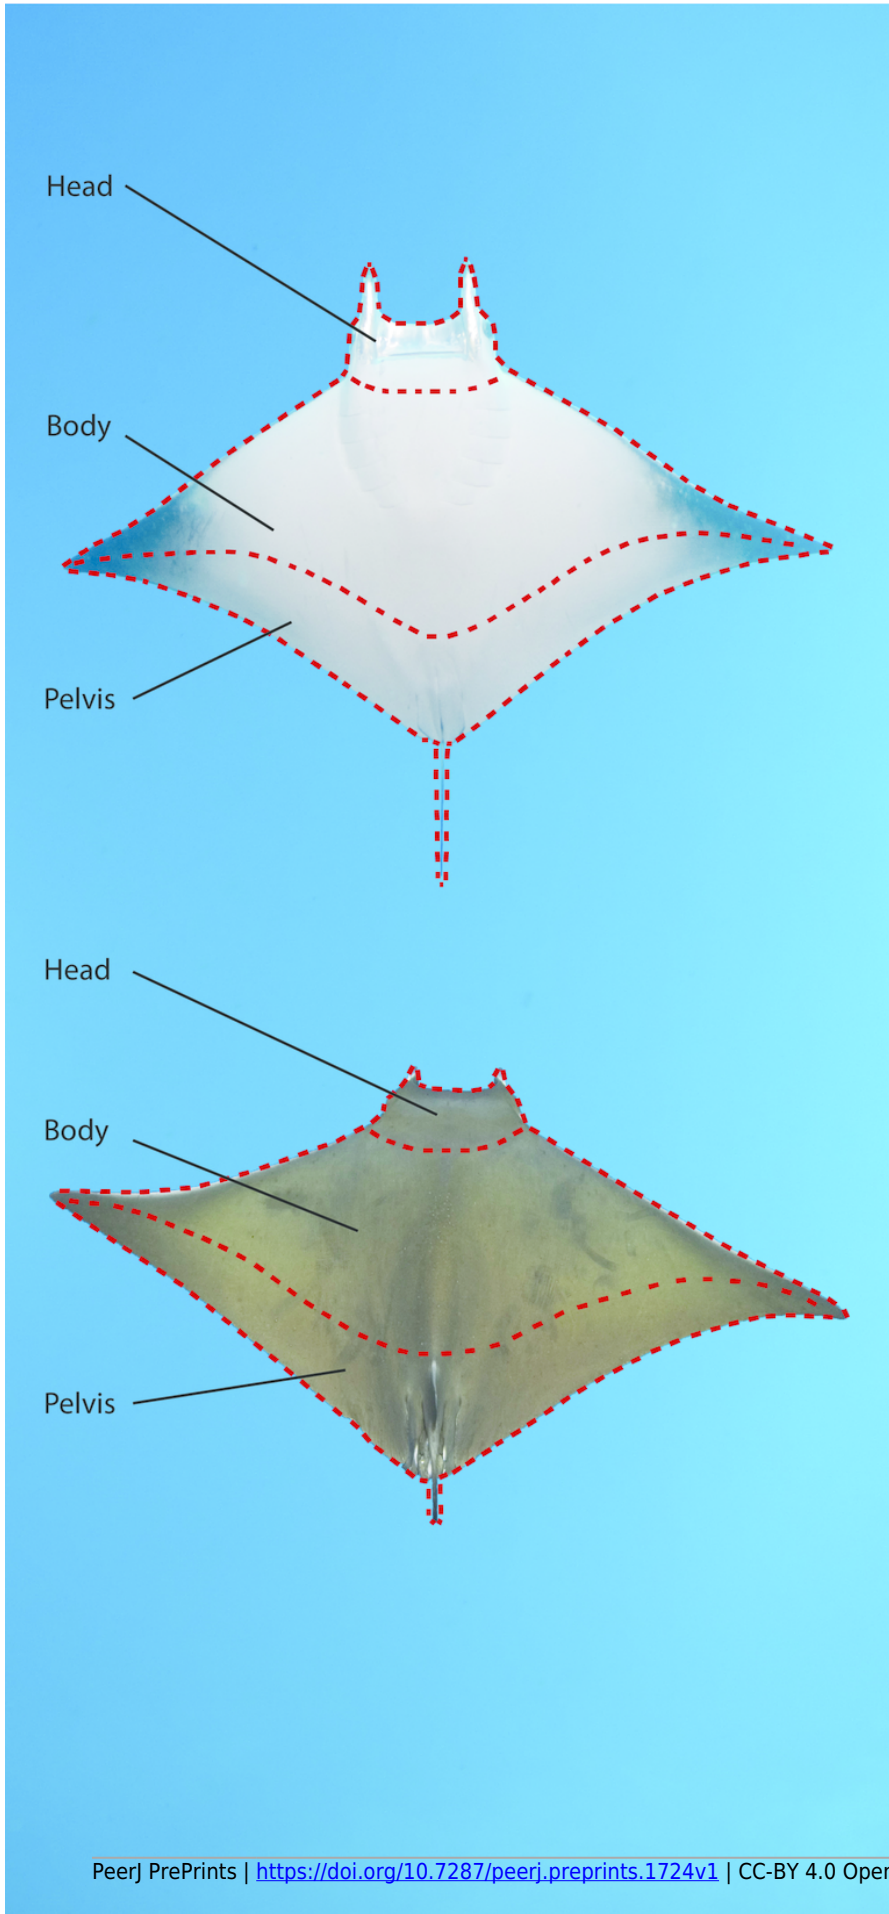 Head
Body
Pelvis
Head
Body
Pelvis
PeerJ PrePrints | https://doi.org/10.7287/peerj.preprints.1724v1 | CC-BY 4.0 Open